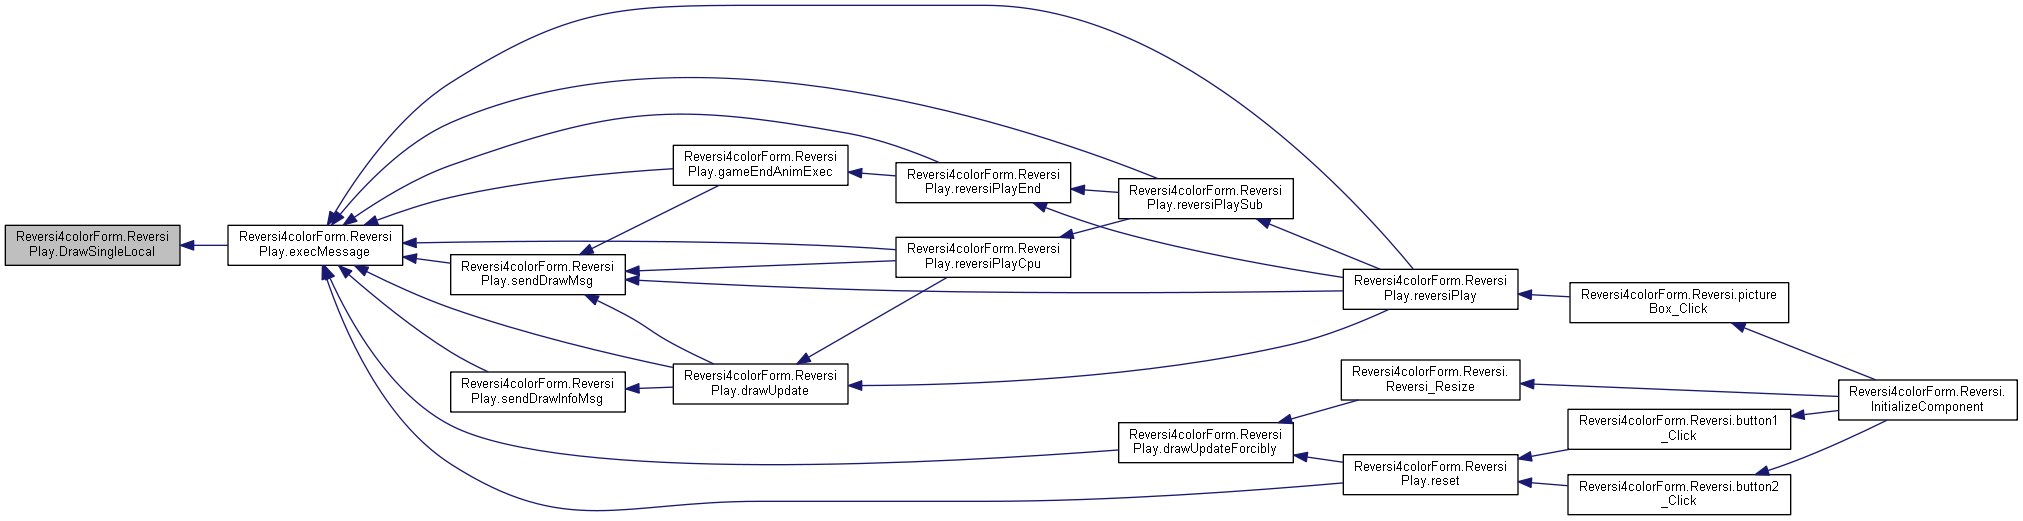 Reversi4colorForm.Reversi
Play.DrawSingleLocal
Reversi4colorForm.Reversi
Play.execMessage
Reversi4colorForm.Reversi
Play.gameEndAnimExec
Reversi4colorForm.Reversi
Play.sendDrawMsg
Reversi4colorForm.Reversi
Play.sendDrawInfoMsg
Reversi4colorForm.Reversi
Play.drawUpdate
Reversi4colorForm.Reversi
Play.reversiPlayEnd
Reversi4colorForm.Reversi
Play.reversiPlayCpu
Reversi4colorForm.Reversi
Play.reversiPlaySub
Reversi4colorForm.Reversi
Play.drawUpdateForcibly
Reversi4colorForm.Reversi
Play.reversiPlay
Reversi4colorForm.Reversi.
Reversi_Resize
Reversi4colorForm.Reversi
Play.reset
Reversi4colorForm.Reversi.picture
Box_Click
Reversi4colorForm.Reversi.button1
_Click
Reversi4colorForm.Reversi.button2
_Click
Reversi4colorForm.Reversi.
InitializeComponent